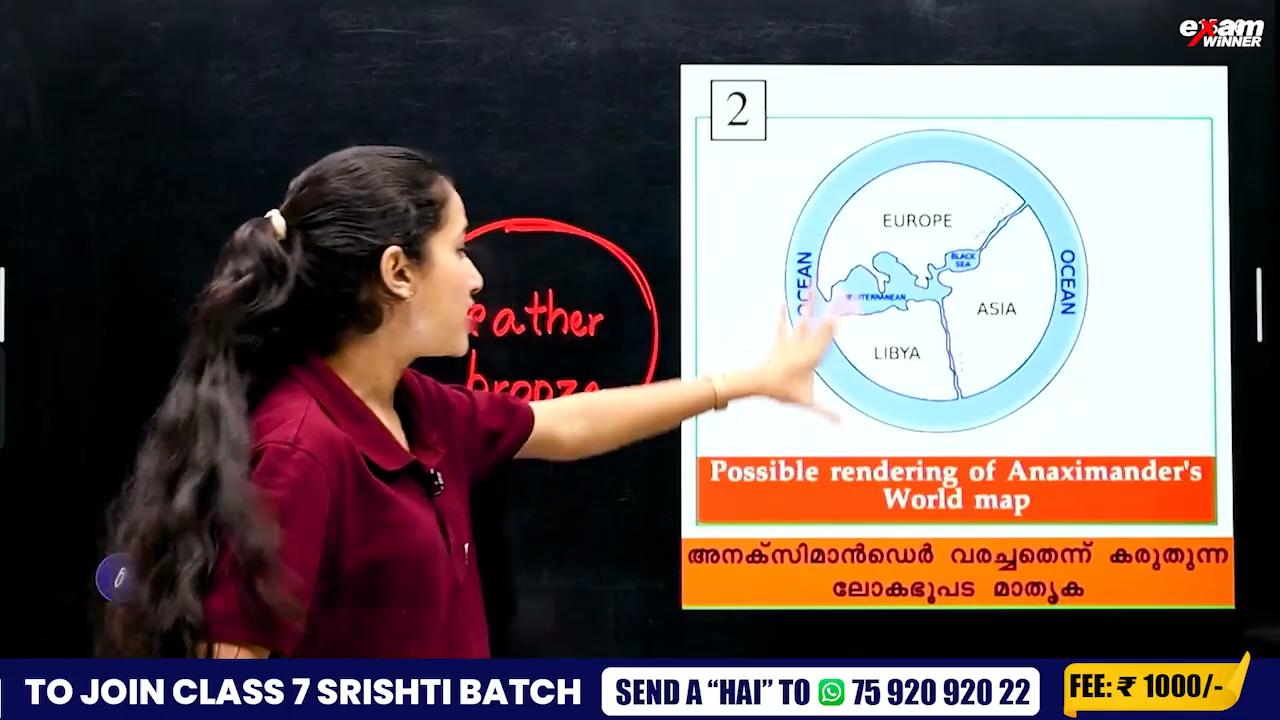 exam
WINNER
2
EUROPE
BLACK
SEA
OCEAN
OCEAN
MEDITERRANEAN
ASIA
LIBYA
bronze
Possible rendering of Anaximander's
World map
അനക്സിമാൻഡെർ വരച്ചതെന്ന് കരുതുന്ന
ലോകഭൂപട മാതൃക
TO JOIN CLASS 7 SRISHTI BATCH
SEND A “HAI” TO 75 920 920 22
FEE: ₹ 1000/-